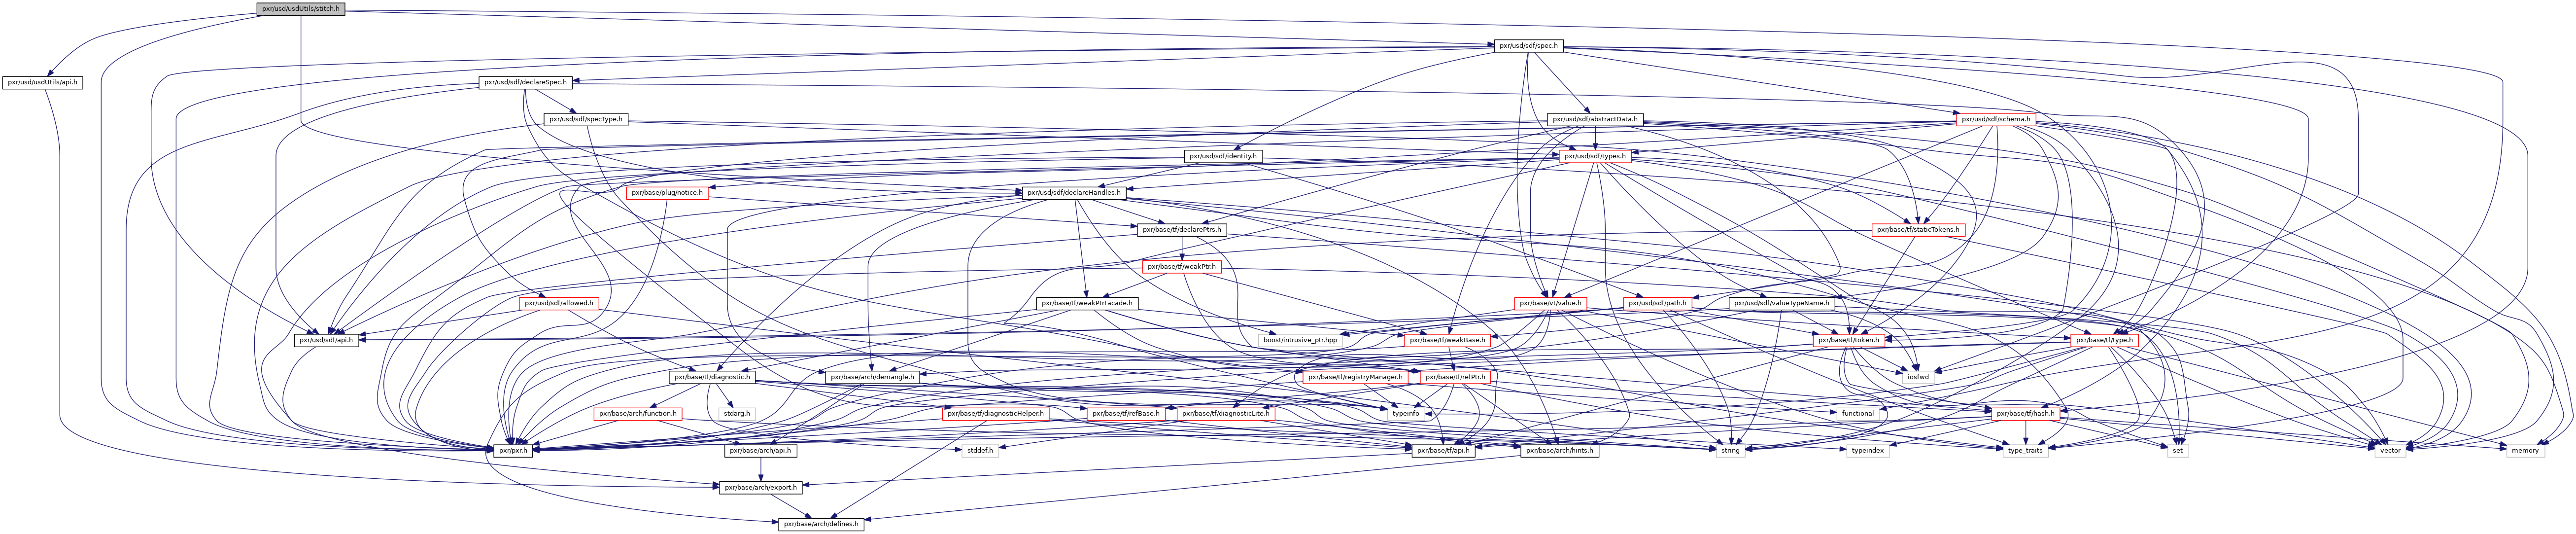 pxr/usd/usdUtils/stitch.h
pxr/usd/sdf/spec.h
pxr/usd/usdUtils/api.h
pxr/usd/sdf/declareSpec.h
pxr/usd/sdf/specType.h
pxr/usd/sdf/abstractData.h
pxr/usd/sdf/schema.h
pxr/usd/sdf/identity.h
pxr/usd/sdf/types.h
pxr/base/plug/notice.h
pxr/usd/sdf/declareHandles.h
pxr/base/tf/declarePtrs.h
pxr/base/tf/staticTokens.h
pxr/base/tf/weakPtr.h
pxr/usd/sdf/allowed.h
pxr/base/tf/weakPtrFacade.h
pxr/base/vt/value.h
pxr/usd/sdf/path.h
pxr/usd/sdf/valueTypeName.h
pxr/usd/sdf/api.h
boost/intrusive_ptr.hpp
pxr/base/tf/weakBase.h
pxr/base/tf/token.h
pxr/base/tf/type.h
pxr/base/tf/diagnostic.h
pxr/base/arch/demangle.h
pxr/base/tf/registryManager.h
pxr/base/tf/refPtr.h
iosfwd
pxr/base/arch/function.h
stdarg.h
pxr/base/tf/diagnosticHelper.h
pxr/base/tf/refBase.h
pxr/base/tf/diagnosticLite.h
typeinfo
functional
pxr/base/tf/hash.h
pxr/pxr.h
pxr/base/arch/api.h
stddef.h
pxr/base/tf/api.h
pxr/base/arch/hints.h
string
typeindex
type_traits
set
vector
memory
pxr/base/arch/export.h
pxr/base/arch/defines.h